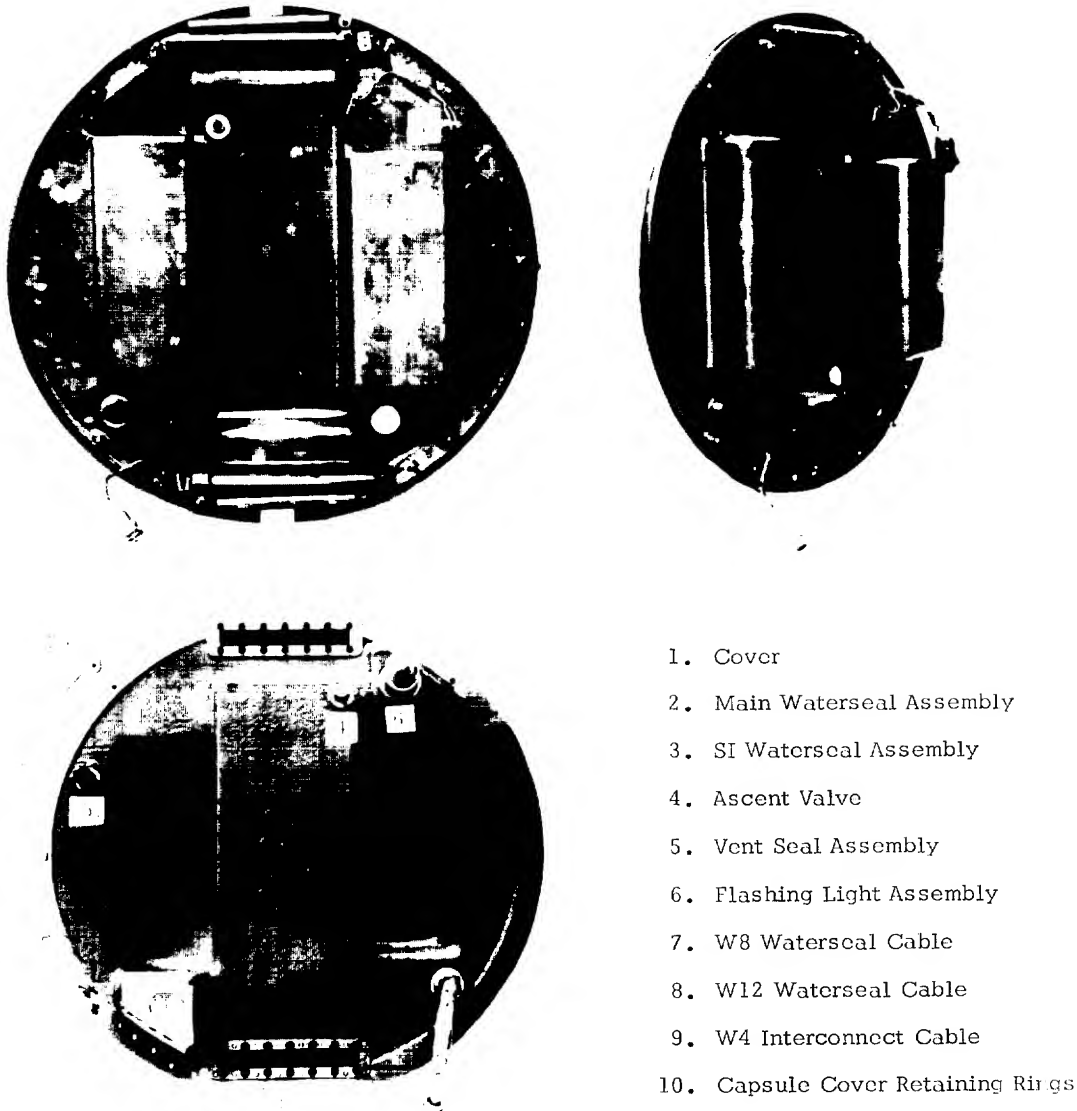 1. Cover
2. Main Waterseal Assembly
3. SI Waterseal Assembly
4. Ascent Valve
5. Vent Seal Assembly
6. Flashing Light Assembly
7. W8 Waterseal Cable
8. W12 Waterseal Cable
9. W4 Interconnect Cable
10. Capsule Cover Retaining Rings